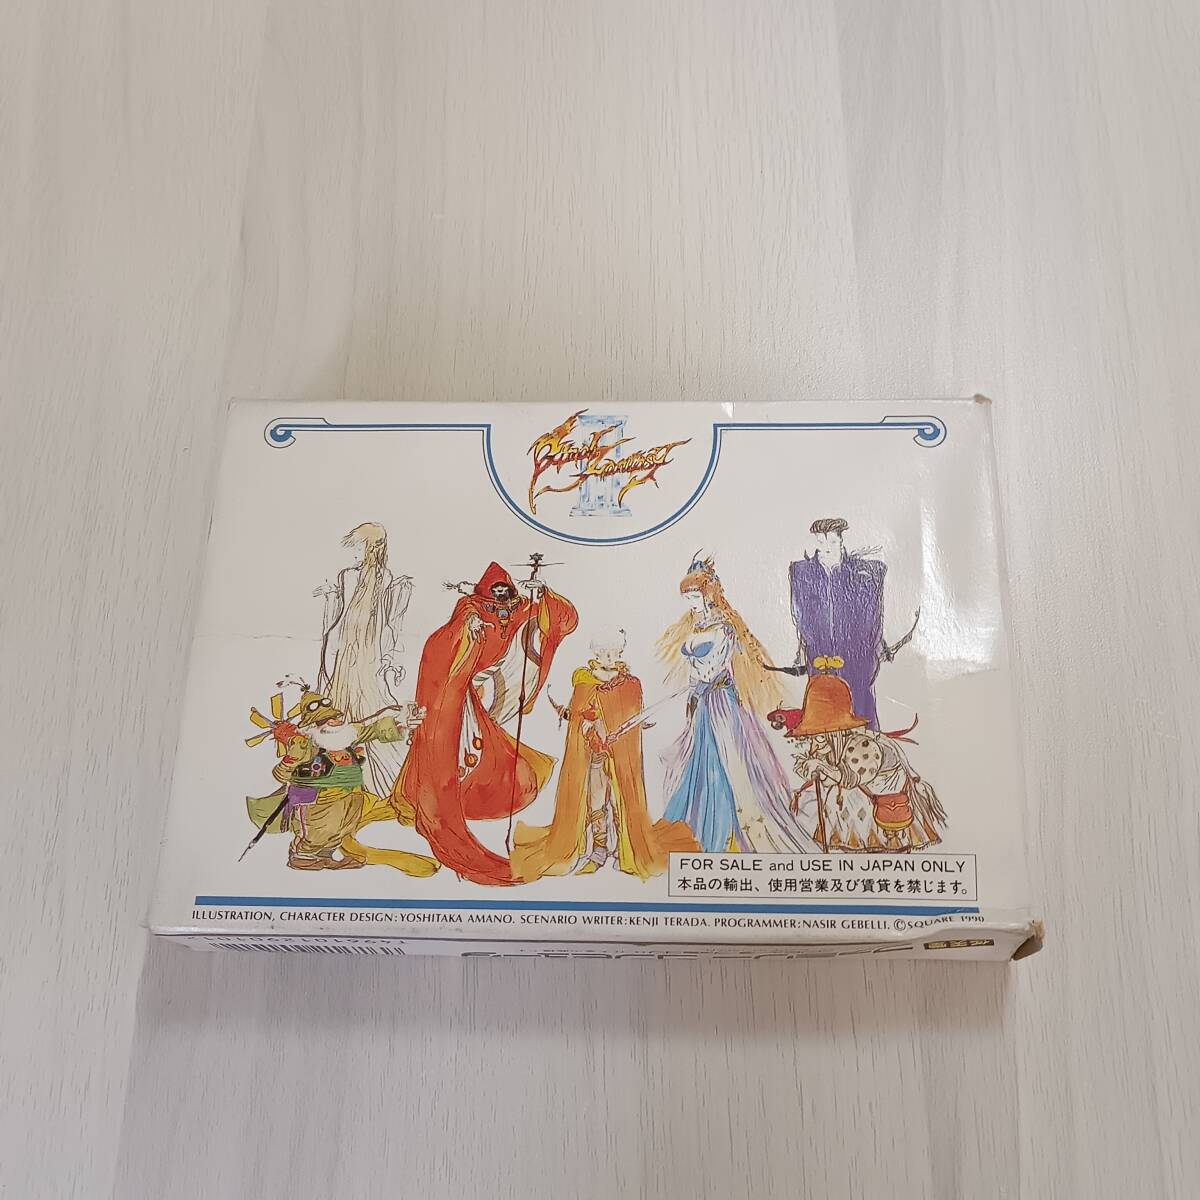 Final Fantasy
III
FOR SALE and USE IN JAPAN ONLY
本品の輸出、使用営業及び賃貸を禁じます。
ILLUSTRATION, CHARACTER DESIGN:YOSHITAKA AMANO. SCENARIO WRITER:KENJI TERADA. PROGRAMMER:NASIR GEBELLI. ©SQUARE 1990